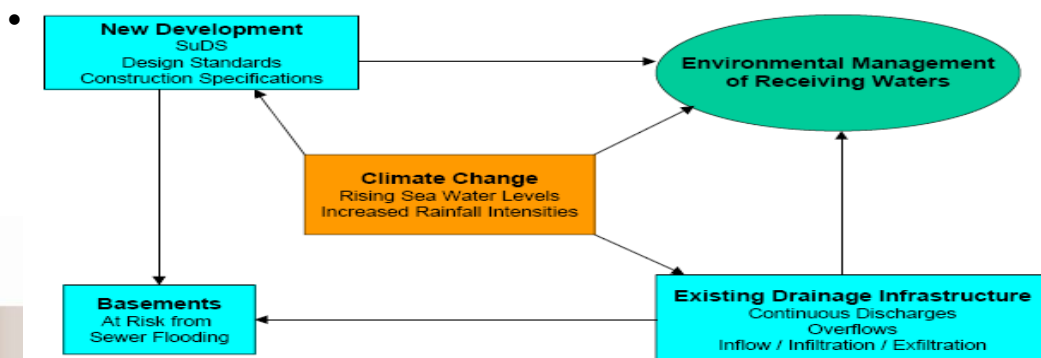 New Development
SuDS
Design Standards
Construction Specifications
Environmental Management
of Receiving Waters
Climate Change
Rising Sea Water Levels
Increased Rainfall Intensities
Basements
At Risk from
Sewer Flooding
Existing Drainage Infrastructure
Continuous Discharges
Overflows
Inflow / Infiltration / Exfiltration